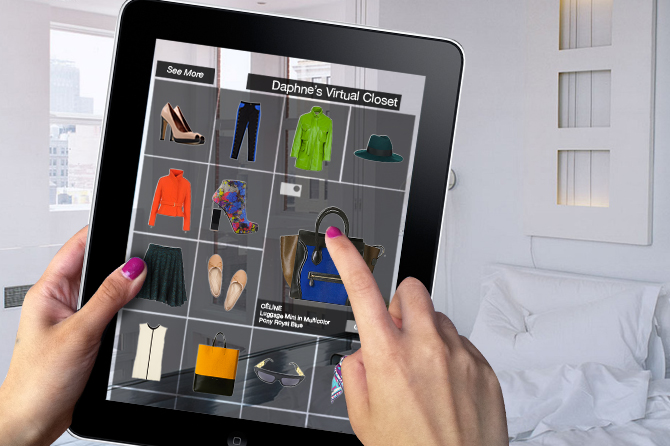 See More
Daphne's Virtual Closet
CÉLINE
Luggage Mini in Multicolor
Pony Royal Blue